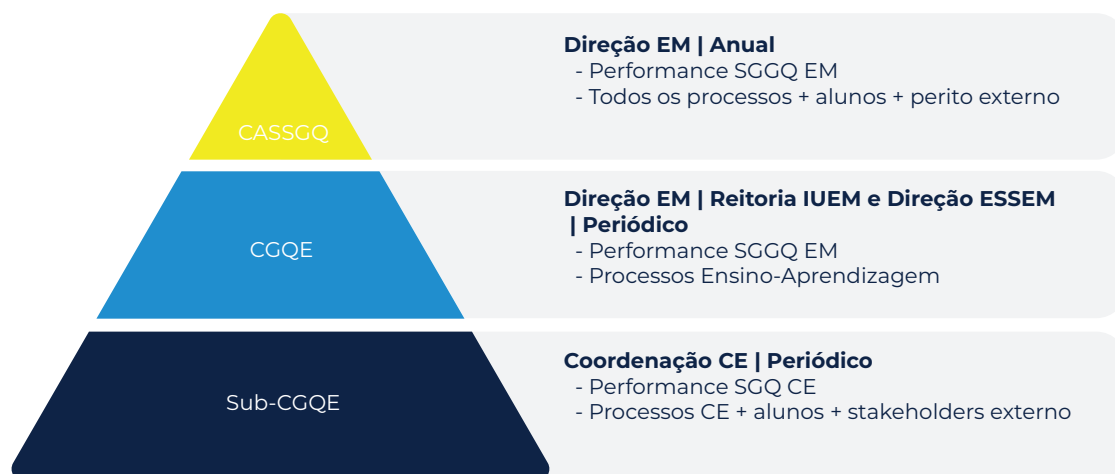 CASSGQ
Direção EM | Anual
- Performance SGGQ EM
- Todos os processos + alunos + perito externo
CGQE
Direção EM | Reitoria IUEM e Direção ESSEM
| Periódico
- Performance SGGQ EM
- Processos Ensino-Aprendizagem
Sub-CGQE
Coordenação CE | Periódico
- Performance SGQ CE
- Processos CE + alunos + stakeholders externo